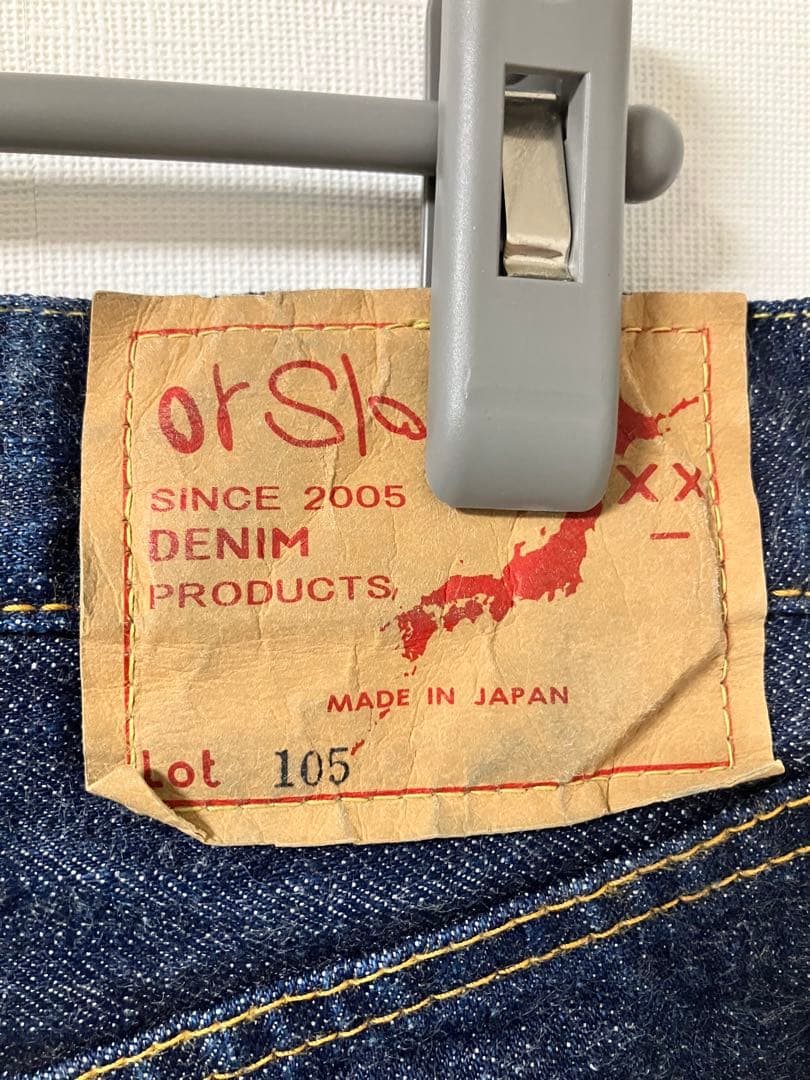 SINCE 2005
DENIM
PRODUCTS
XX
MADE IN JAPAN
Lot 105